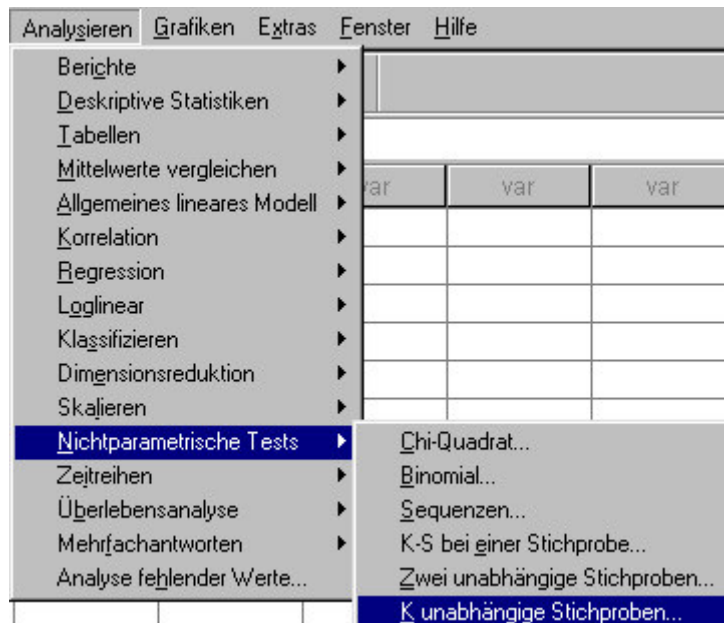 Analysieren Grafiken Extras Fenster Hilfe
Berichte
Deskriptive Statistiken
Tabellen
Mittelwerte vergleichen
Allgemeines lineares Modell
Korrelation
Regression
Loglinear
Klassifizieren
Dimensionsreduktion
Skalieren
Nichtparametrische Tests
Zeitreihen
Überlebensanalyse
Mehrfachantworten
Analyse fehlender Werte...
var var var
Chi-Quadrat...
Binomial...
Sequenzen...
K-S bei einer Stichprobe...
Zwei unabhängige Stichproben...
K unabhängige Stichproben...